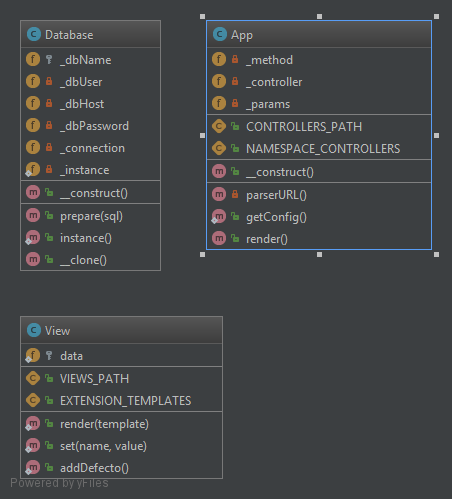 C Database
f _dbName
f _dbUser
f _dbHost
f _dbPassword
f _connection
f _instance
m __construct()
m prepare(sql)
m instance()
m __clone()
C App
f _method
f _controller
f _params
C CONTROLLERS_PATH
C NAMESPACE_CONTROLLERS
m __construct()
m parserURL()
m getConfig()
m render()
C View
f data
C VIEWS_PATH
C EXTENSION_TEMPLATES
m render(template)
m set(name, value)
m addDefecto()
Powered by yFiles